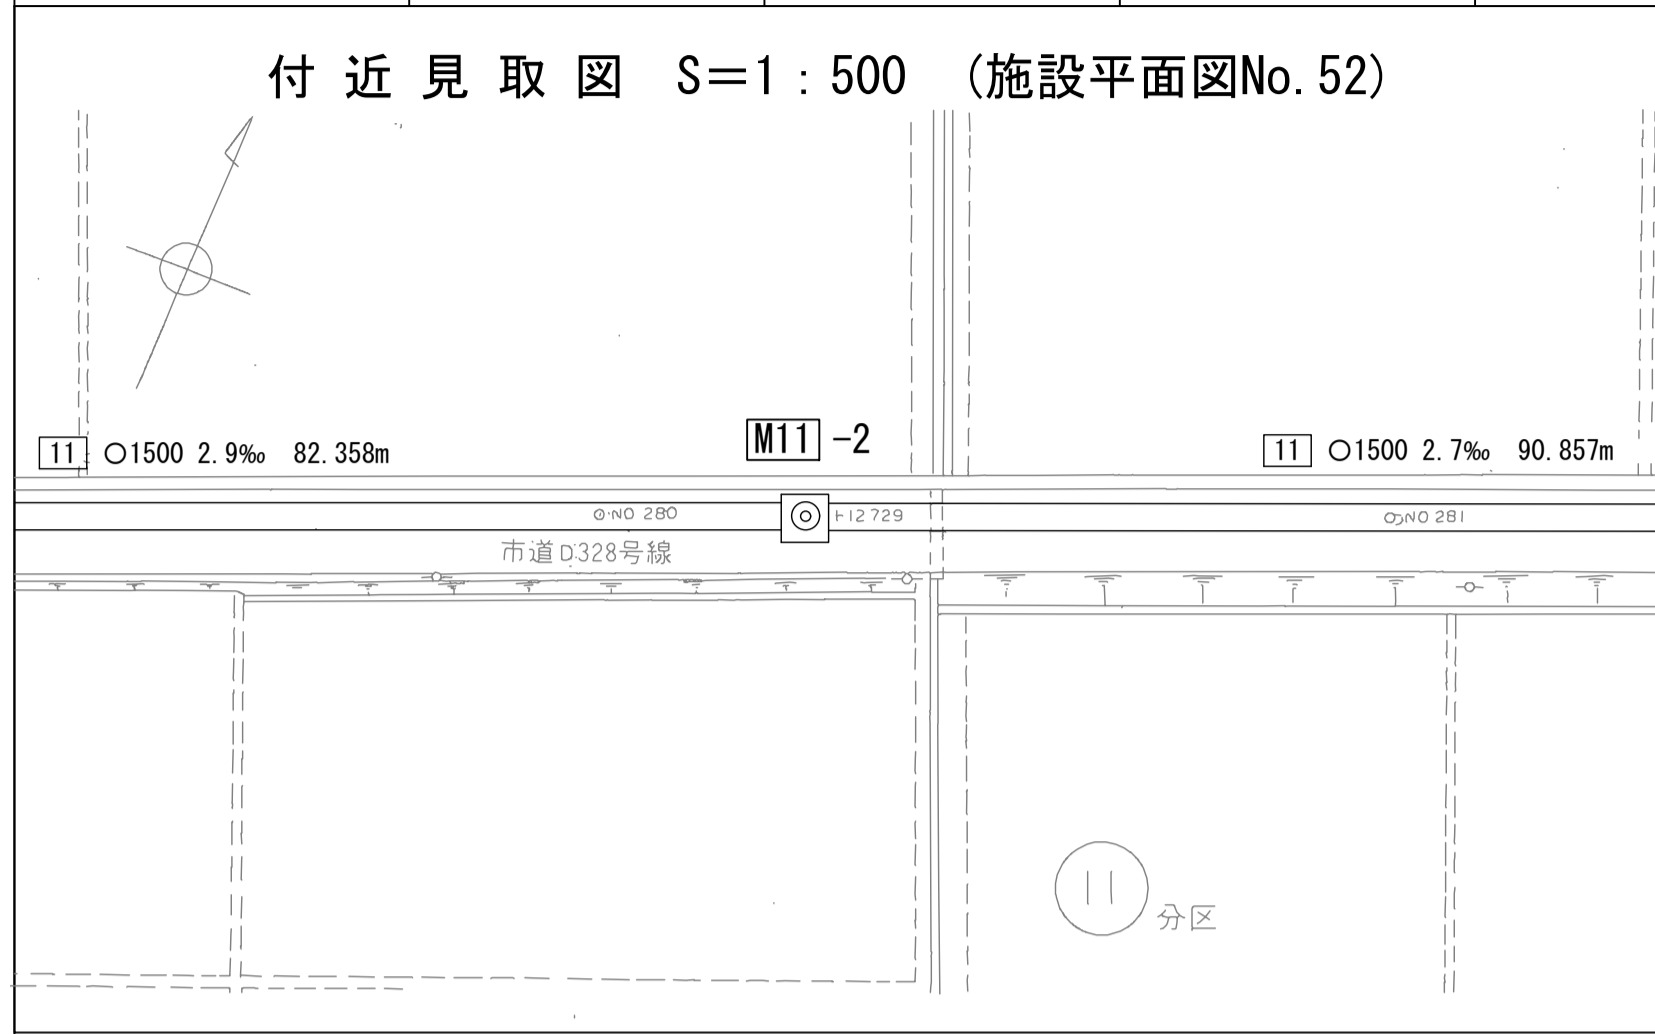 付近見取図 S=1:500 (施設平面図No.52)
11 ○1500 2.9‰ 82.358m
M11 -2
11 ○1500 2.7‰ 90.857m
NO 280
12729
NO 281
市道D328号線
11
分区